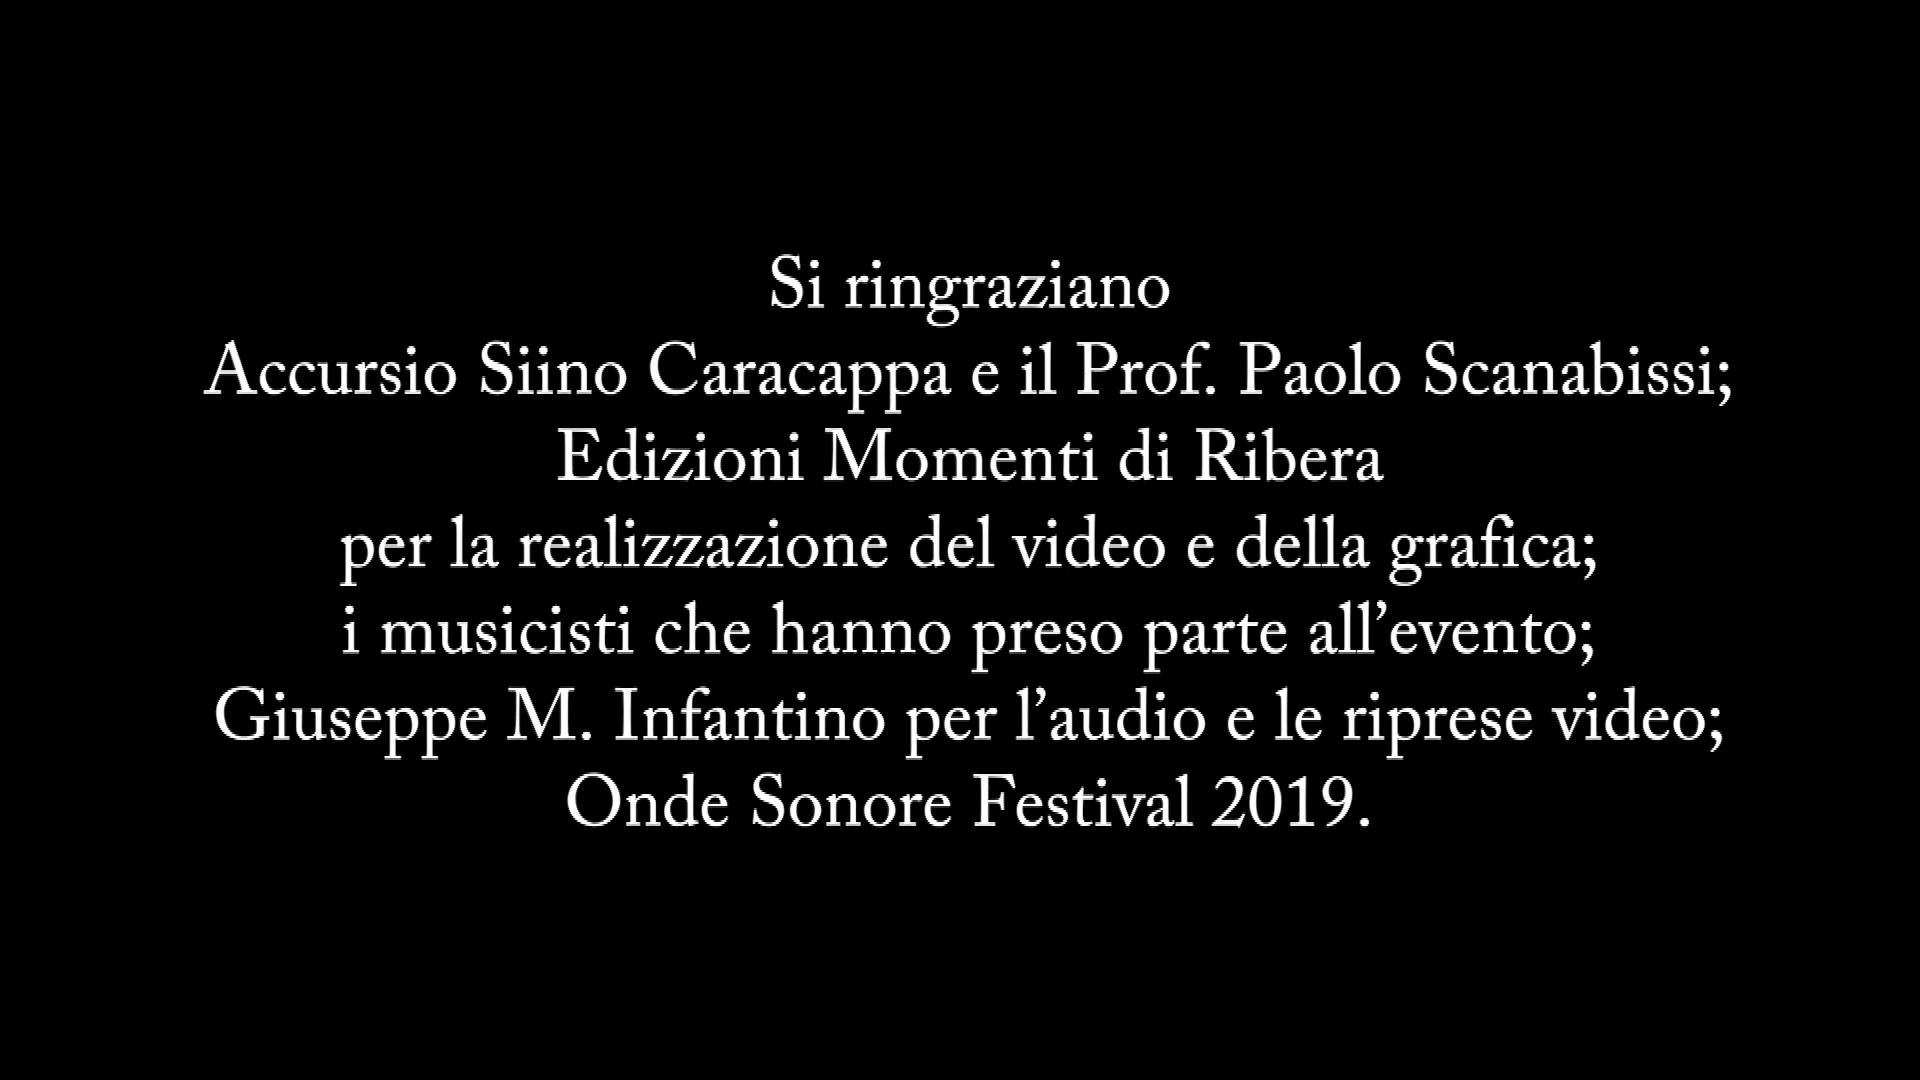 Si ringraziano
Accursio Siino Caracappa e il Prof. Paolo Scanabissi;
Edizioni Momenti di Ribera
per la realizzazione del video e della grafica;
i musicisti che hanno preso parte all’evento;
Giuseppe M. Infantino per l’audio e le riprese video;
Onde Sonore Festival 2019.